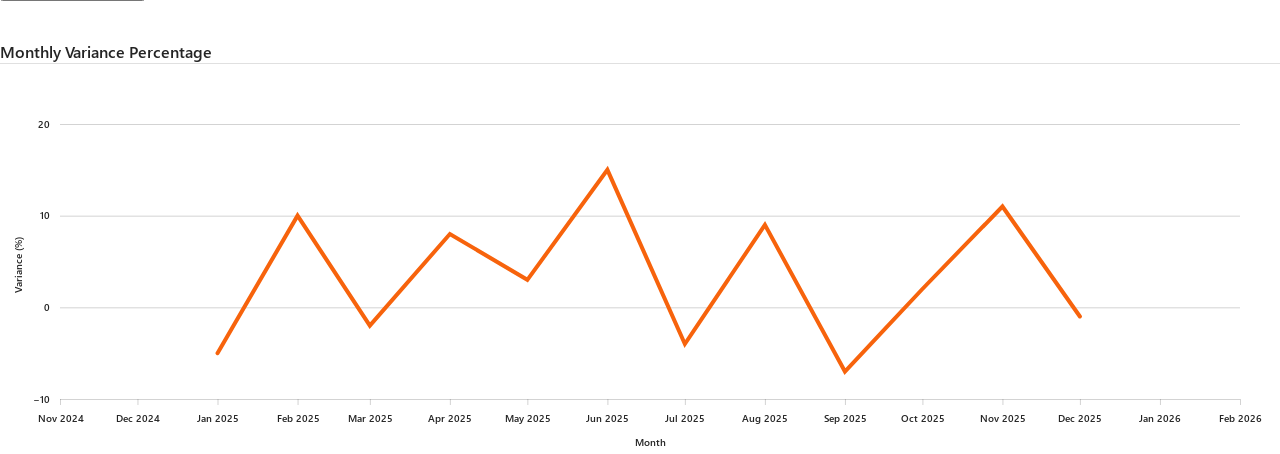 Monthly Variance Percentage
20
10
0
−10
Variance (%)
Nov 2024 Dec 2024 Jan 2025 Feb 2025 Mar 2025 Apr 2025 May 2025 Jun 2025 Jul 2025 Aug 2025 Sep 2025 Oct 2025 Nov 2025 Dec 2025 Jan 2026 Feb 2026
Month